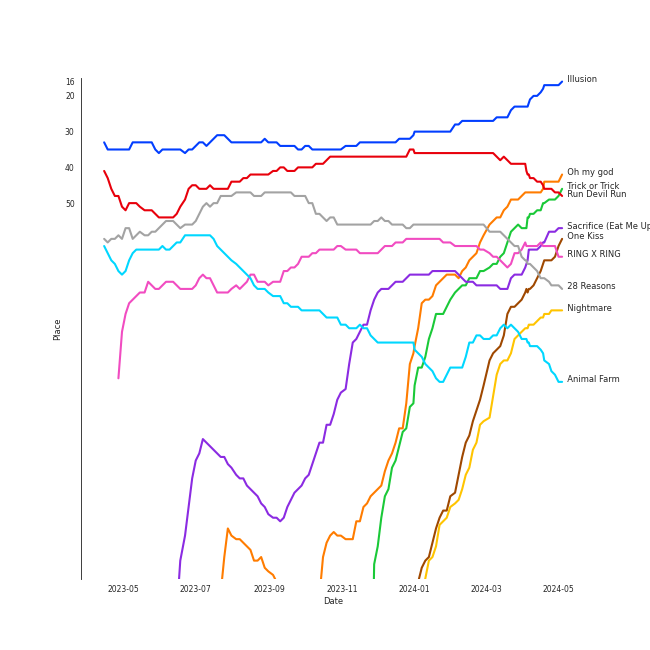 Illusion
16
20
30
40
50
Oh my god
Trick or Trick
Run Devil Run
Sacrifice (Eat Me Up
One Kiss
RING X RING
28 Reasons
Nightmare
Animal Farm
Place
2023-05 2023-07 2023-09 2023-11 2024-01 2024-03 2024-05
Date